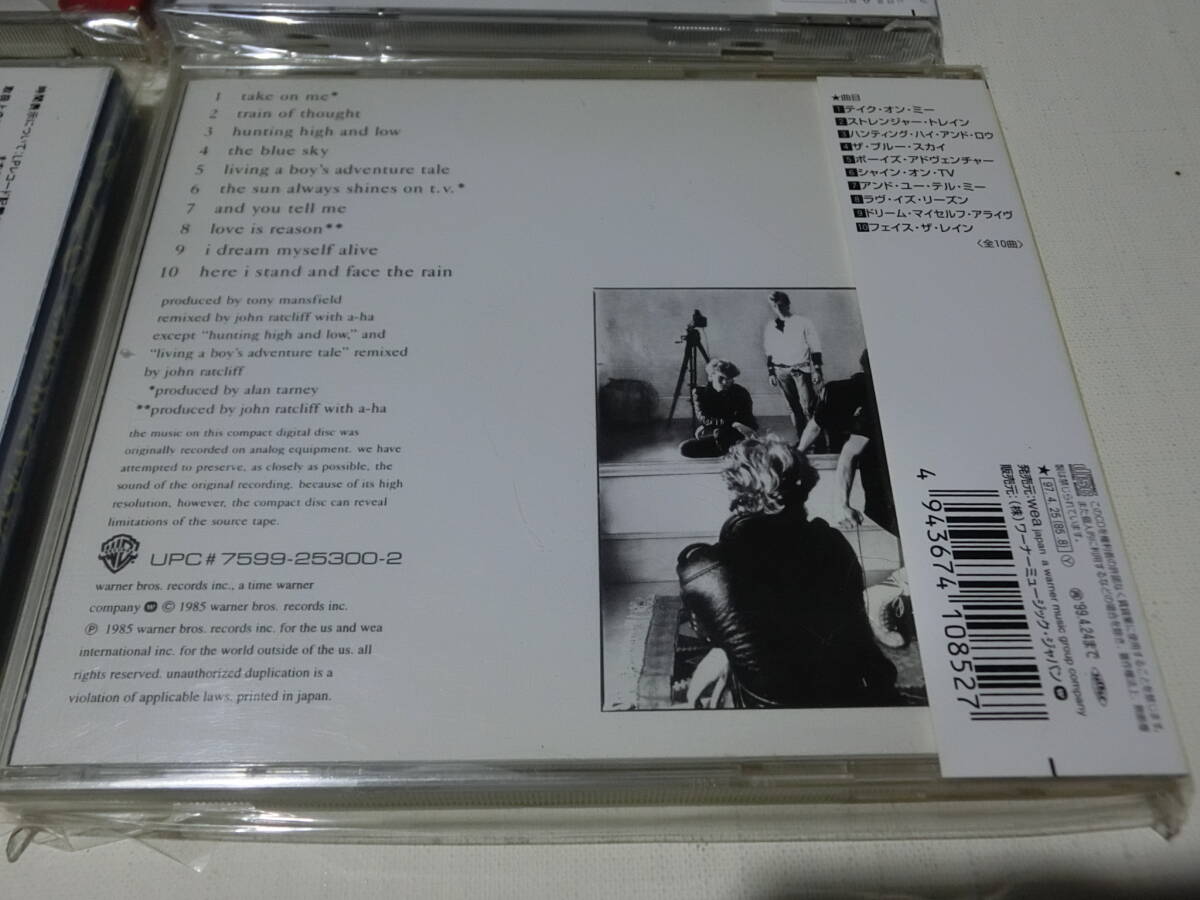 1 take on me*
2 train of thought
3 hunting high and low
4 the blue sky
5 living a boy's adventure tale
6 the sun always shines on t.v.*
7 and you tell me
8 love is reason**
9 i dream myself alive
10 here i stand and face the rain
produced by tony mansfield
remixed by john ratcliff with a-ha
except "hunting high and low," and
"living a boy's adventure tale" remixed
by john ratcliff
*produced by alan tarney
**produced by john ratcliff with a-ha
the music on this compact digital disc was
originally recorded on analog equipment. we have
attempted to preserve, as closely as possible, the
sound of the original recording. because of its high
resolution, however, the compact disc can reveal
limitations of the source tape.
UPC # 7599-25300-2
warner bros. records inc., a time warner
company ⓦ © 1985 warner bros. records inc.
℗ 1985 warner bros. records inc. for the us and wea
international inc. for the world outside of the us. all
rights reserved. unauthorized duplication is a
violation of applicable laws. printed in japan.
★曲目
1 テイク・オン・ミー
2 ストレンジャー・トレイン
3 ハンティング・ハイ・アンド・ロウ
4 ザ・ブルー・スカイ
5 ボーイズ・アドヴェンチャー
6 シャイン・オン・TV
7 アンド・ユー・テル・ミー
8 ラヴ・イズ・リーズン
9 ドリーム・マイセルフ・アライヴ
10 フェイス・ザ・レイン
〈全10曲〉
★'97.4.25(86.8) Ⓨ
'99.4.24まで
発売元:wea japan a warner music group company
販売元:(株)ワーナーミュージック・ジャパン
4 943674 108527